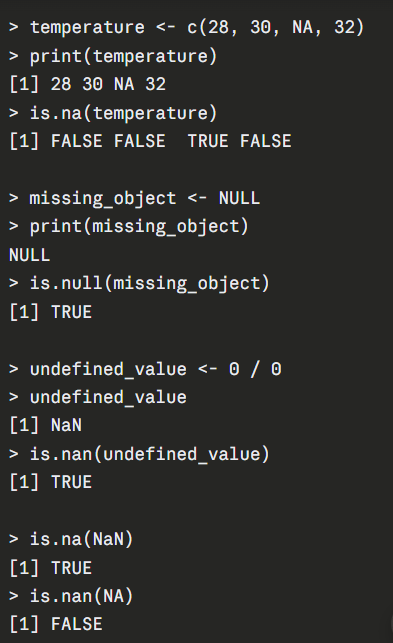 > temperature <- c(28, 30, NA, 32)
> print(temperature)
[1] 28 30 NA 32
> is.na(temperature)
[1] FALSE FALSE  TRUE FALSE

> missing_object <- NULL
> print(missing_object)
NULL
> is.null(missing_object)
[1] TRUE

> undefined_value <- 0 / 0
> undefined_value
[1] NaN
> is.nan(undefined_value)
[1] TRUE

> is.na(NaN)
[1] TRUE
> is.nan(NA)
[1] FALSE